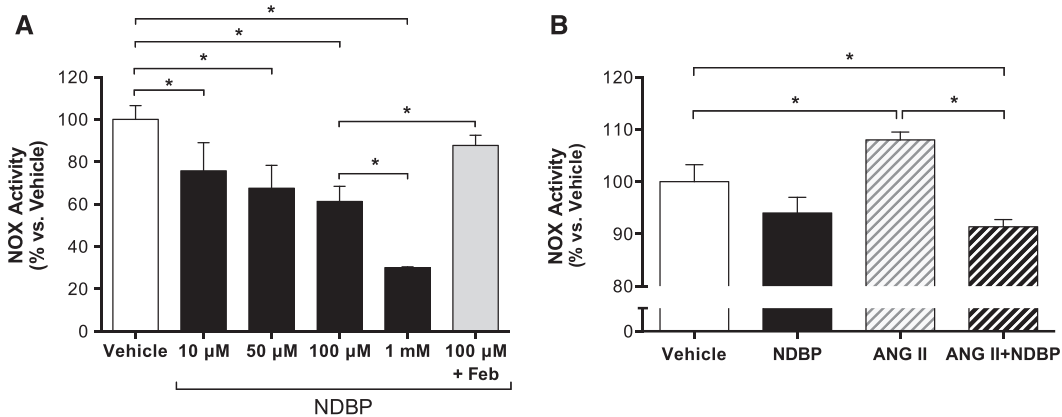 A
NOX Activity
(% vs. Vehicle)
120
100
80
60
40
20
0
*
*
*
*
*
*
Vehicle 10 µM 50 µM 100 µM 1 mM 100 µM
+ Feb
NDBP
B
NOX Activity
(% vs. Vehicle)
120
110
100
90
80
0
*
*
*
Vehicle NDBP ANG II ANG II+NDBP